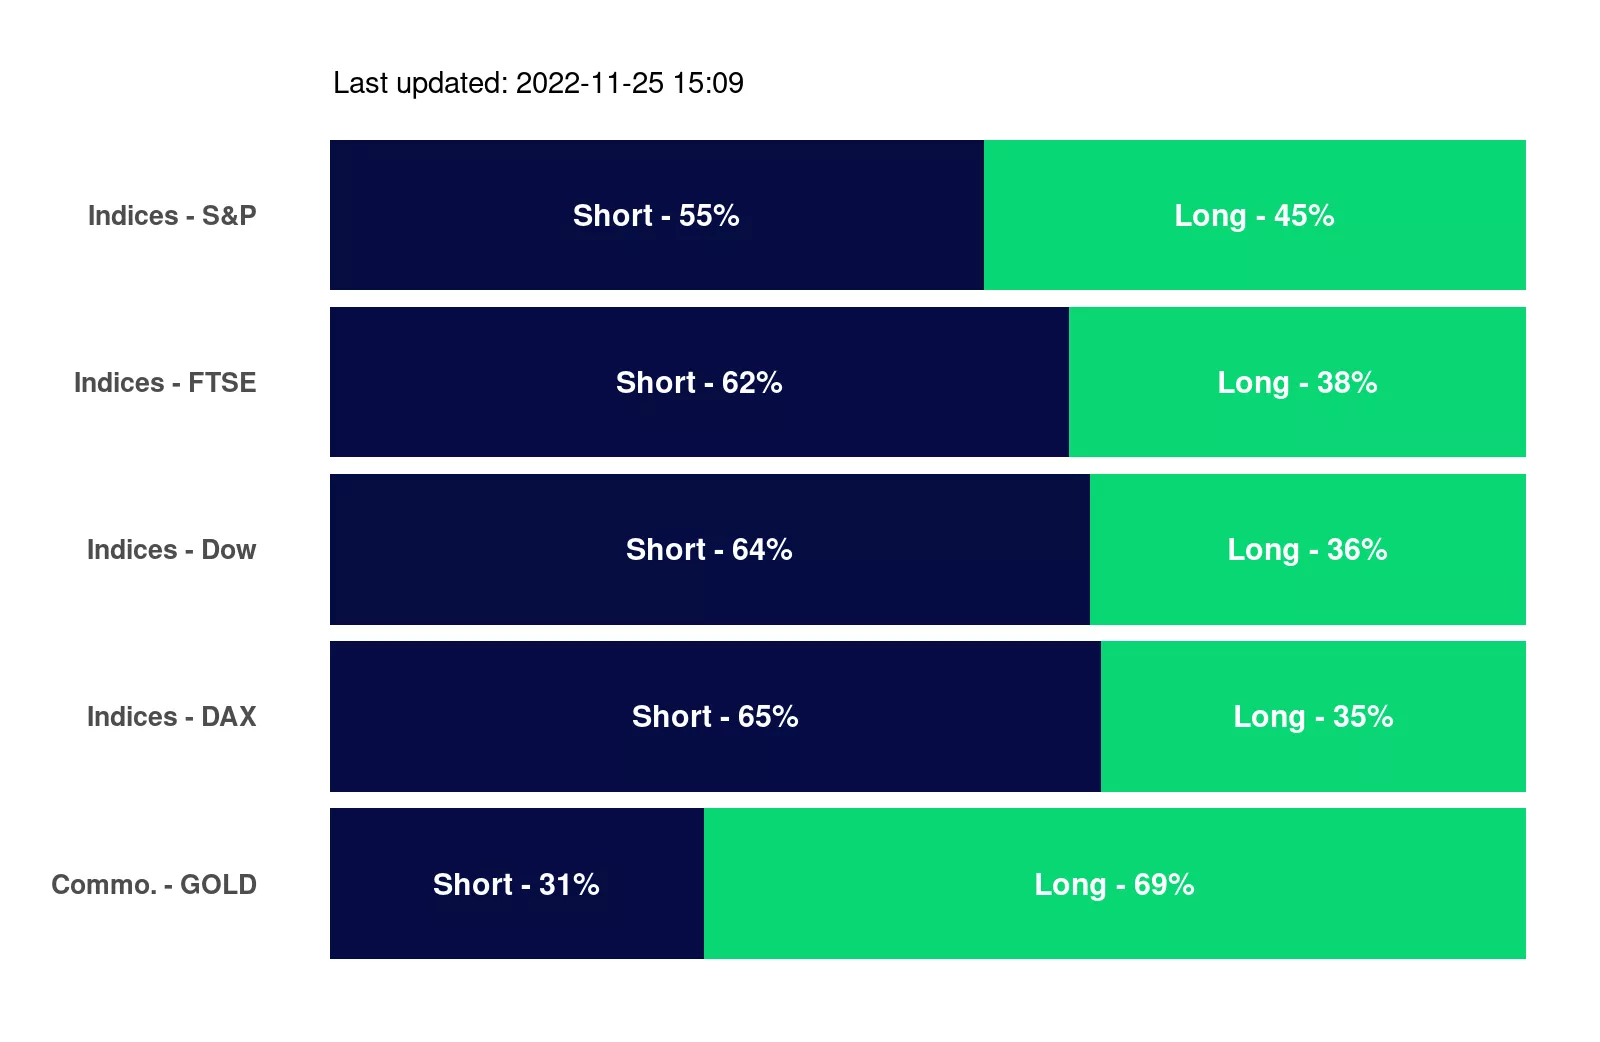 Last updated: 2022-11-25 15:09
Indices - S&P Short - 55% Long - 45%
Indices - FTSE Short - 62% Long - 38%
Indices - Dow Short - 64% Long - 36%
Indices - DAX Short - 65% Long - 35%
Commo. - GOLD Short - 31% Long - 69%